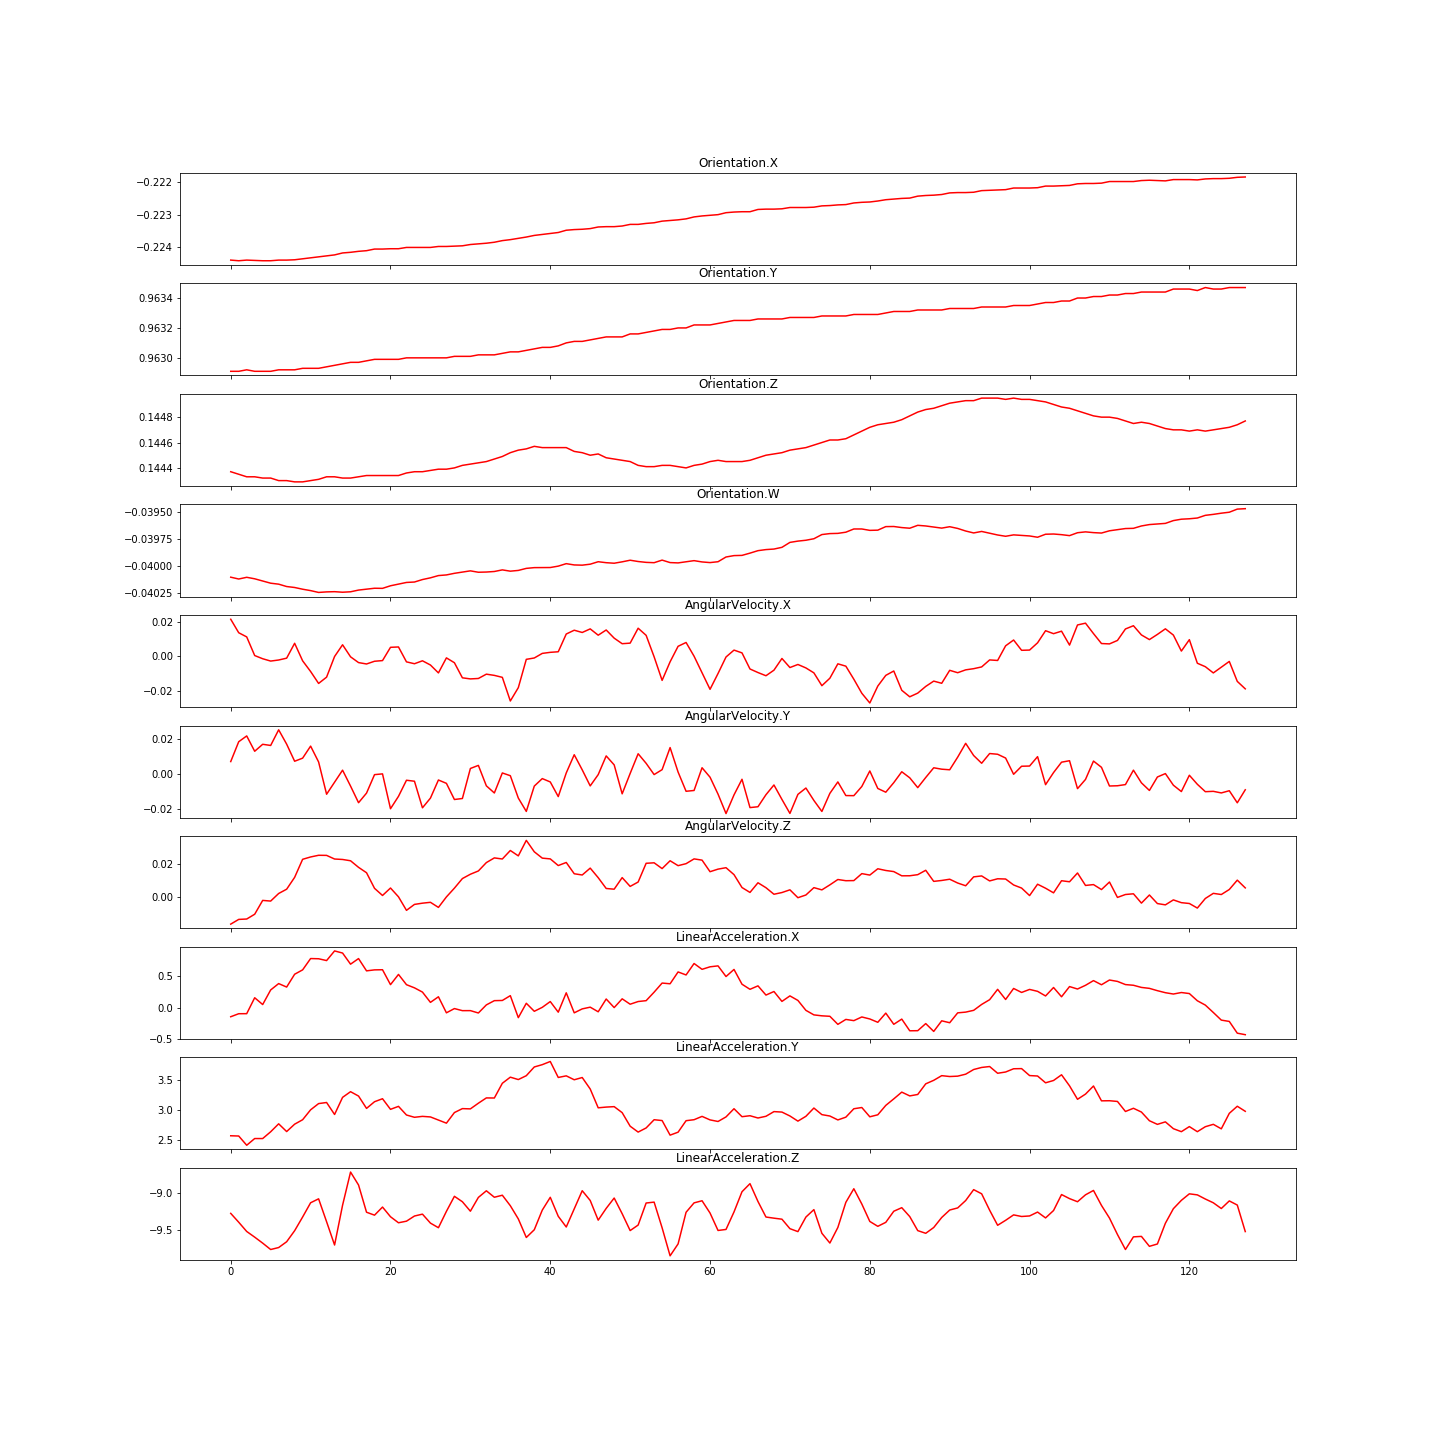 Orientation.X
−0.222
−0.223
−0.224
Orientation.Y
0.9634
0.9632
0.9630
Orientation.Z
0.1448
0.1446
0.1444
Orientation.W
−0.03950
−0.03975
−0.04000
−0.04025
AngularVelocity.X
0.02
0.00
−0.02
AngularVelocity.Y
0.02
0.00
−0.02
AngularVelocity.Z
0.02
0.00
LinearAcceleration.X
0.5
0.0
−0.5
LinearAcceleration.Y
3.5
3.0
2.5
LinearAcceleration.Z
−9.0
−9.5
0 20 40 60 80 100 120